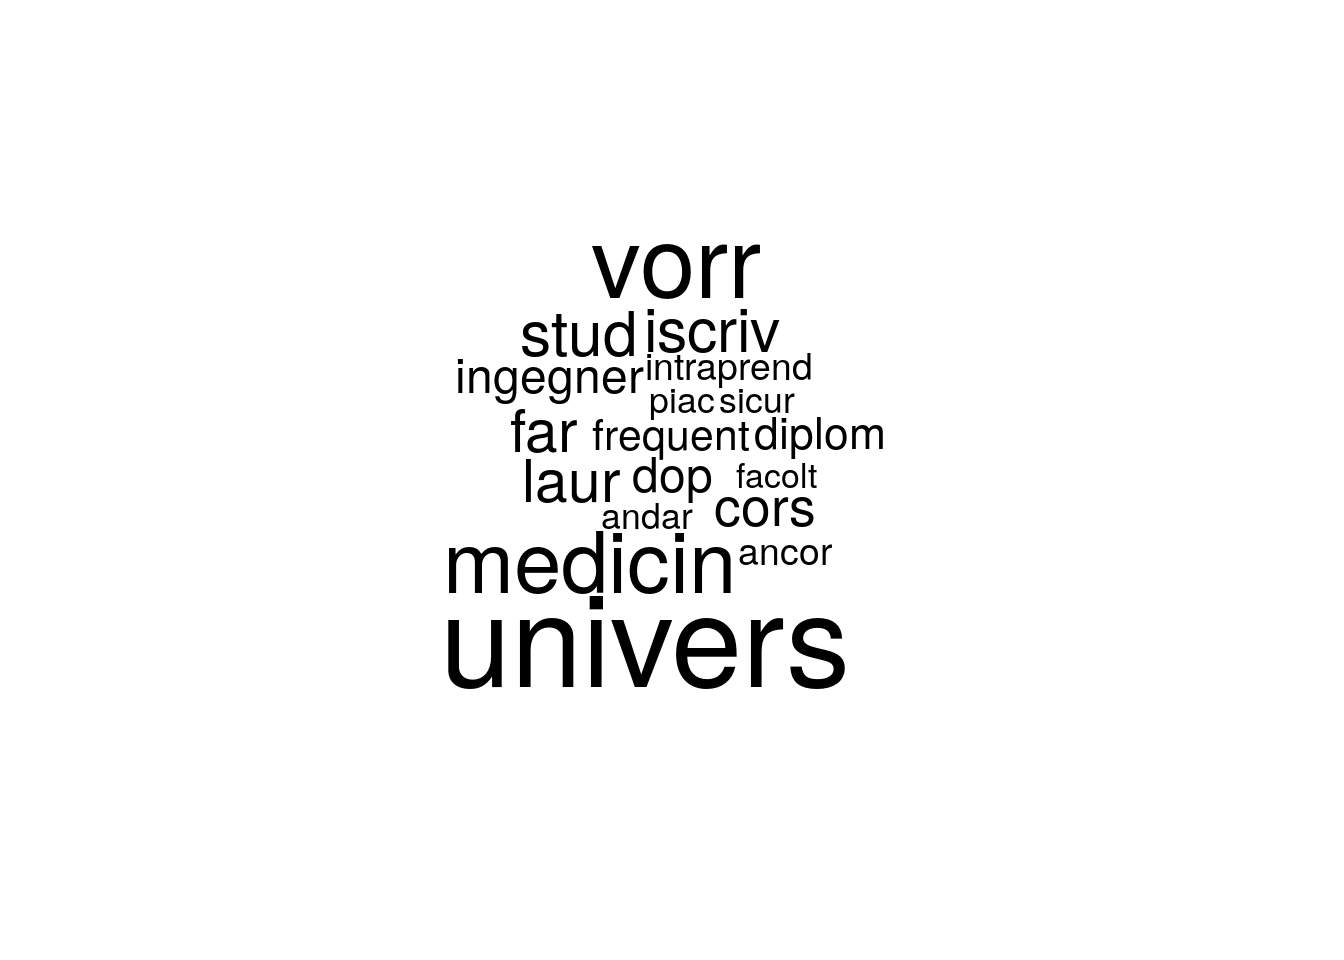 vorr
stud iscriv
ingegner intraprend
piac sicur
far frequent diplom
laur dop facolt
andar cors
medicin ancor
univers